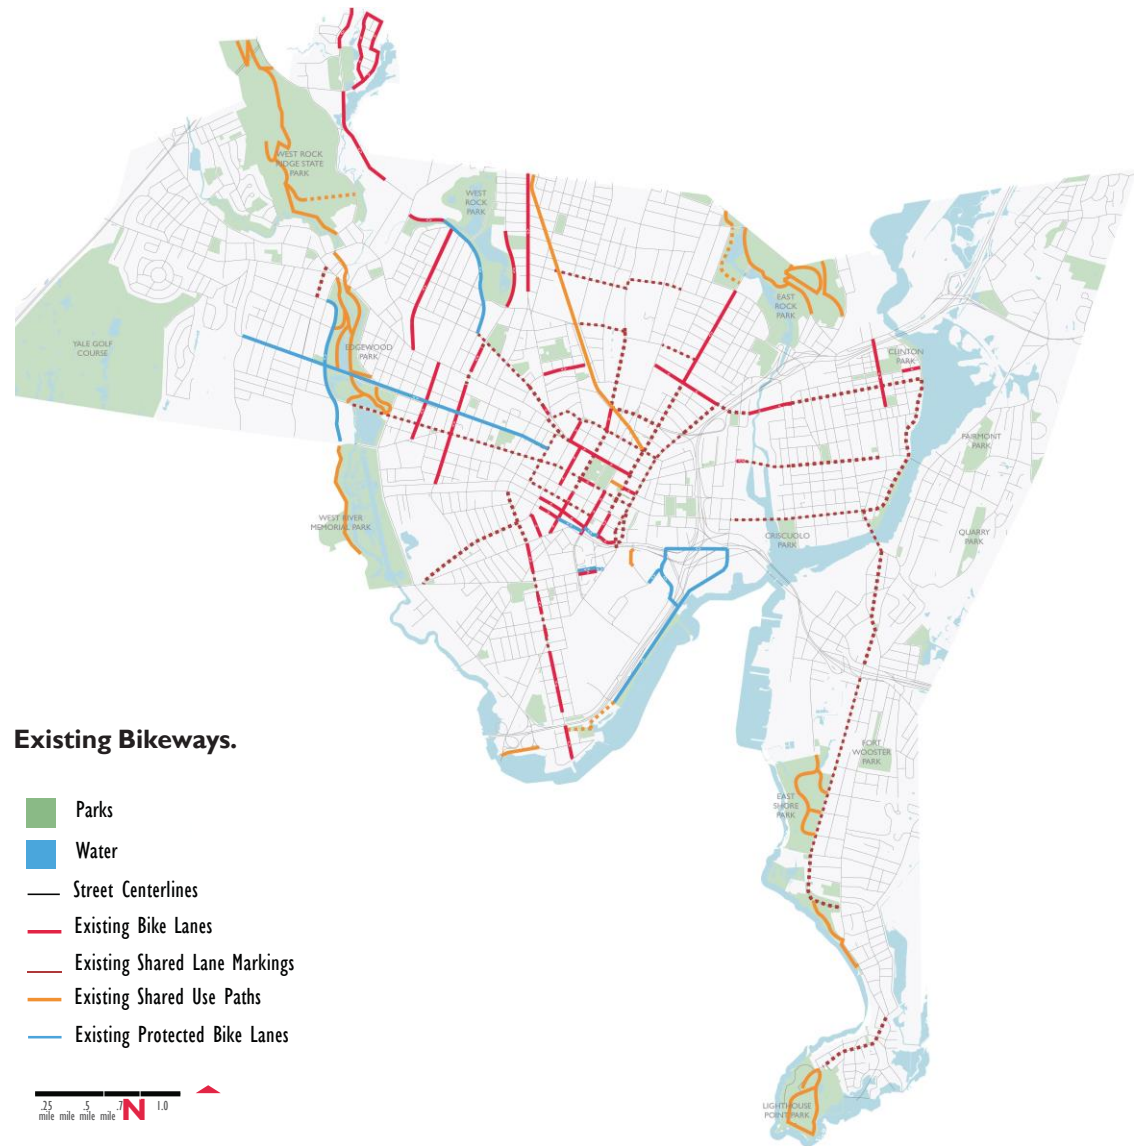 WEST ROCK
RIDGE STATE
PARK
WEST
ROCK
PARK
EAST
ROCK
PARK
YALE GOLF
COURSE
EDGEWOOD
PARK
CLINTON
PARK
FAIRMONT
PARK
WEST RIVER
MEMORIAL PARK
CRISCUOLO
PARK
QUARRY
PARK
FORT
WOOSTER
PARK
EAST
SHORE
PARK
LIGHTHOUSE
POINT PARK
Existing Bikeways.
Parks
Water
Street Centerlines
Existing Bike Lanes
Existing Shared Lane Markings
Existing Shared Use Paths
Existing Protected Bike Lanes
.25 .5 .7 N 1.0
mile mile mile mile